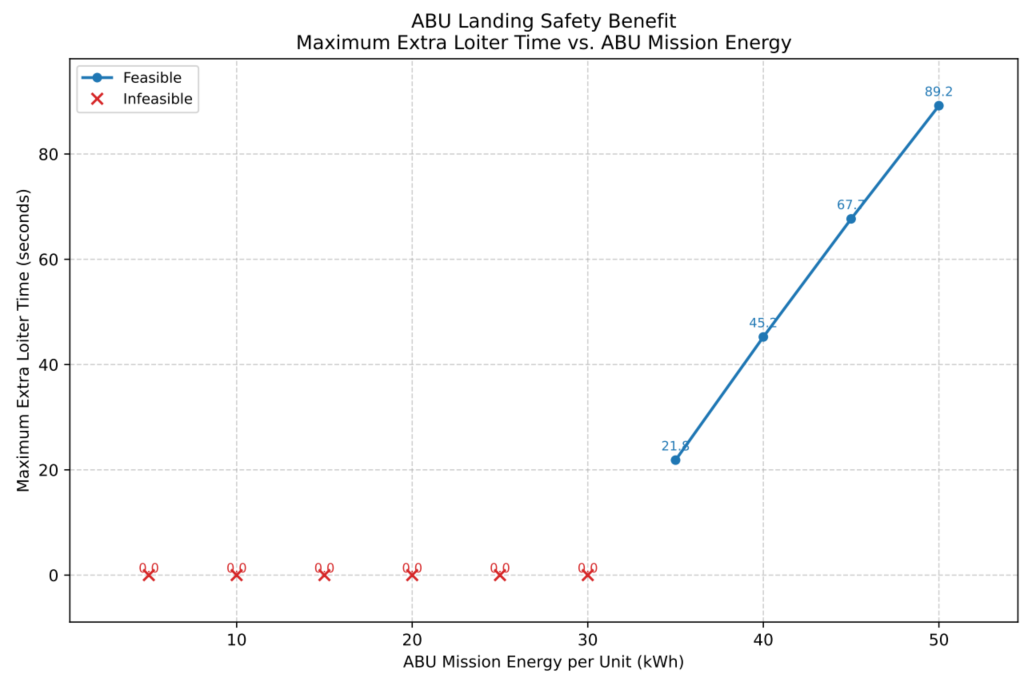 ABU Landing Safety Benefit
Maximum Extra Loiter Time vs. ABU Mission Energy
Feasible
Infeasible
Maximum Extra Loiter Time (seconds)
80
60
40
20
0
89.2
67.7
45.2
21.8
0.0 0.0 0.0 0.0 0.0 0.0
10 20 30 40 50
ABU Mission Energy per Unit (kWh)